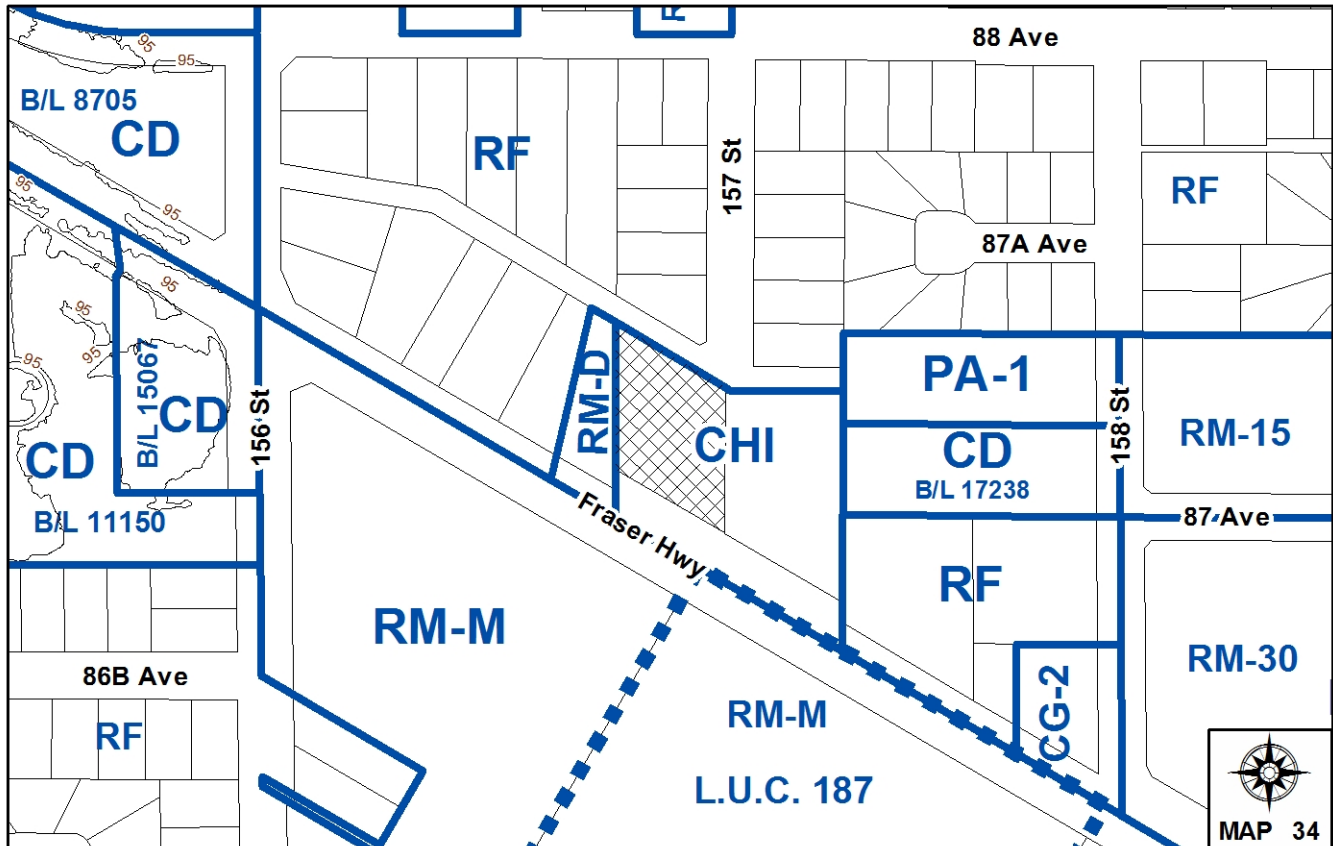 88 Ave
95
95
B/L 8705
CD
RF
157 St
RF
95
95
87A Ave
95
95
95
95
B/L 15067
CD
156 St
RM-D
CHI
PA-1
158 St
RM-15
CD
B/L 17238
CD
B/L 11150
Fraser Hwy
87 Ave
RF
RM-M
RM-30
86B Ave
CG-2
RF
RM-M
L.U.C. 187
MAP 34